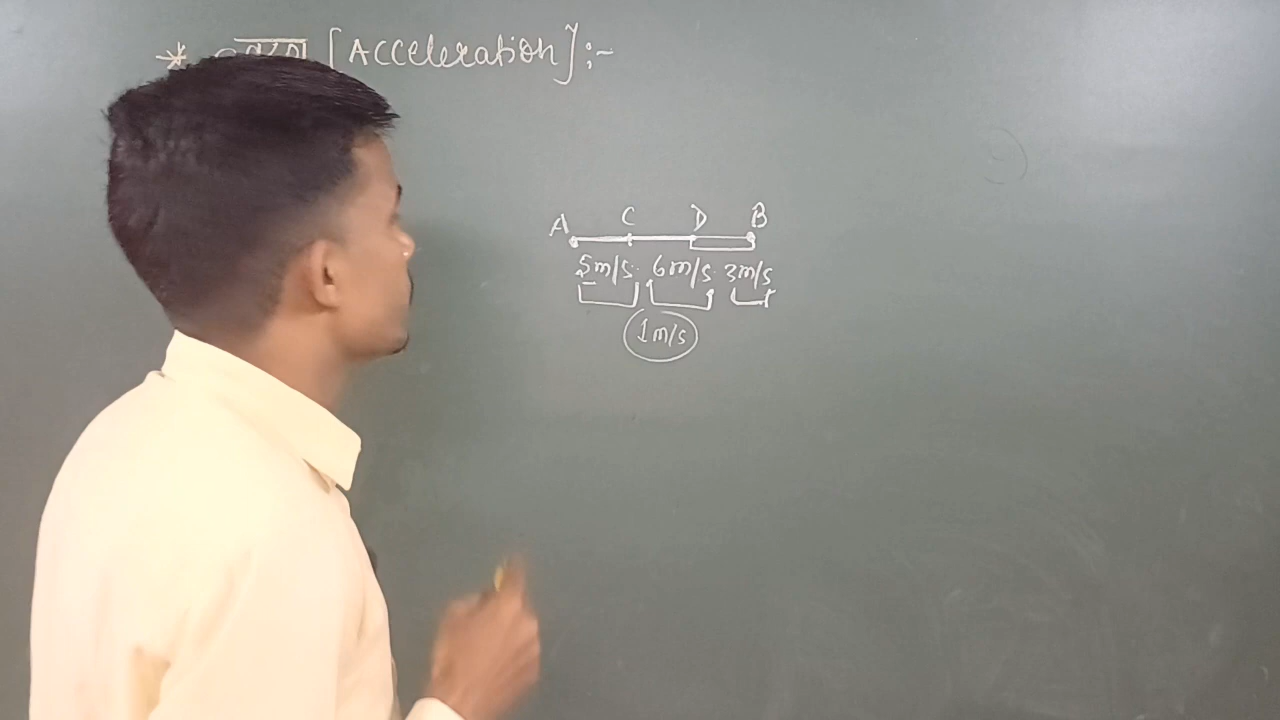 * [Acceleration]:-
A C D B
5m/s. 6m/s. 3m/s
1m/s